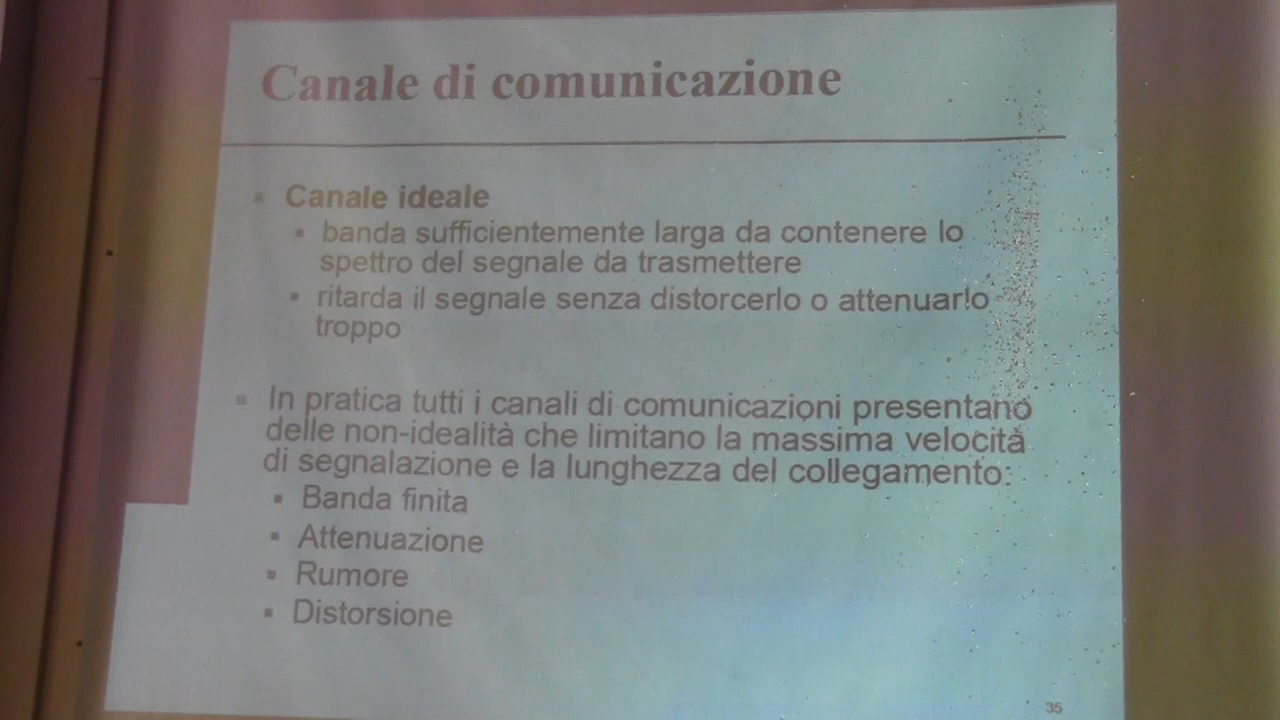 Canale di comunicazione
Canale ideale
banda sufficientemente larga da contenere lo
spettro del segnale da trasmettere
ritarda il segnale senza distorcerlo o attenuarlo
troppo
In pratica tutti i canali di comunicazioni presentano
delle non-idealità che limitano la massima velocità
di segnalazione e la lunghezza del collegamento:
Banda finita
Attenuazione
Rumore
Distorsione
35